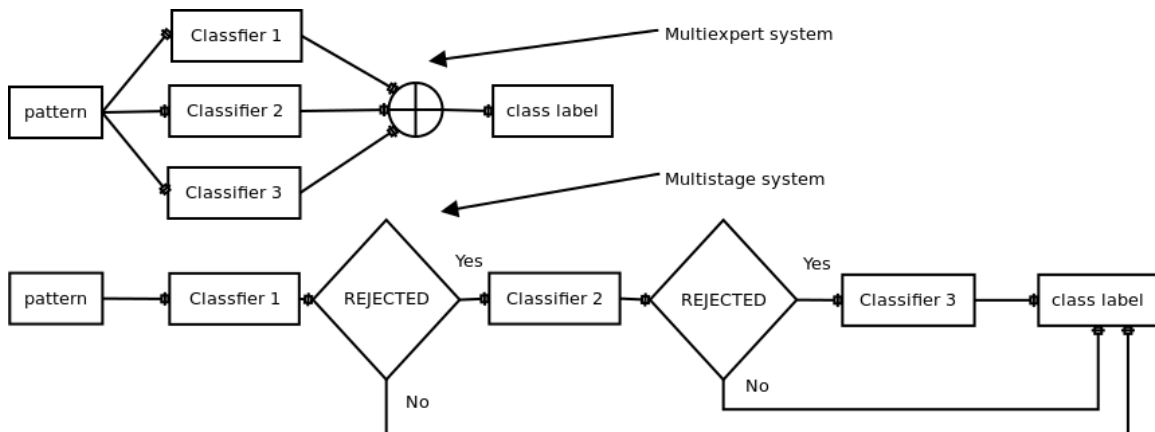 Classfier 1
Multiexpert system
pattern
Classifier 2
class label
Classifier 3
Multistage system
Yes
Yes
pattern
Classfier 1
REJECTED
Classifier 2
REJECTED
Classifier 3
class label
No
No